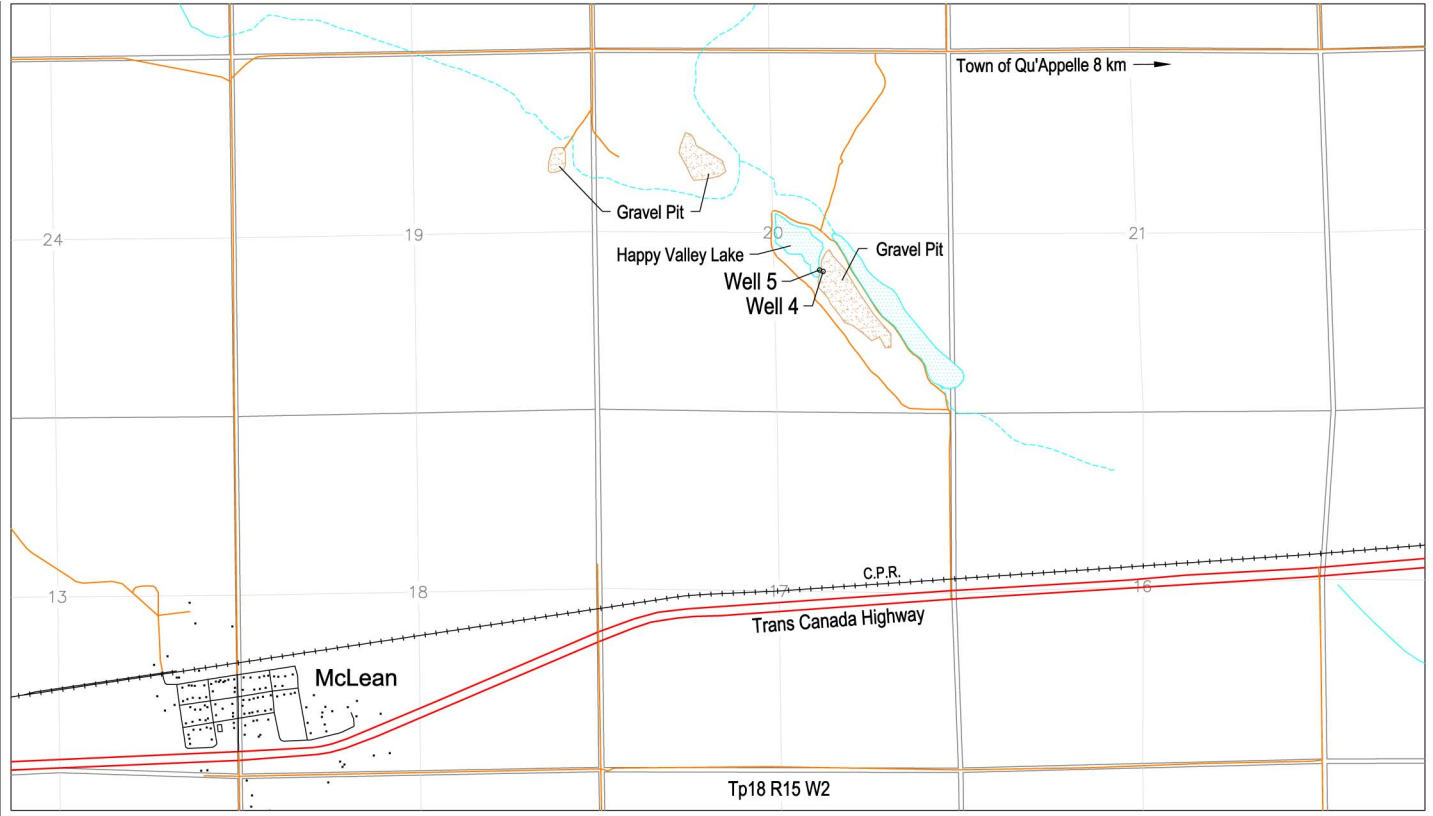 Town of Qu'Appelle 8 km
Gravel Pit
24
19
20
21
Happy Valley Lake
Gravel Pit
Well 5
Well 4
C.P.R.
13
18
17
16
Trans Canada Highway
McLean
Tp18 R15 W2